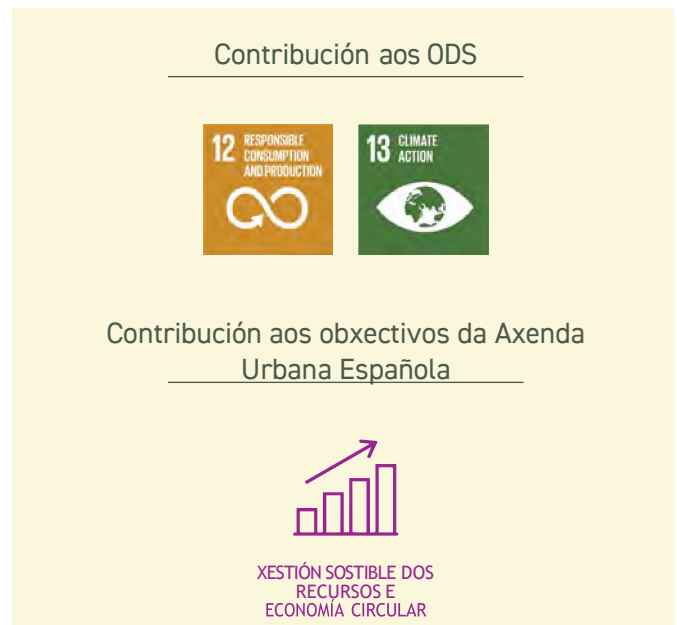 Contribución aos ODS
12 RESPONSIBLE
CONSUMPTION
AND PRODUCTION
13 CLIMATE
ACTION
Contribución aos obxectivos da Axenda
Urbana Española
XESTIÓN SOSTIBLE DOS
RECURSOS E
ECONOMÍA CIRCULAR